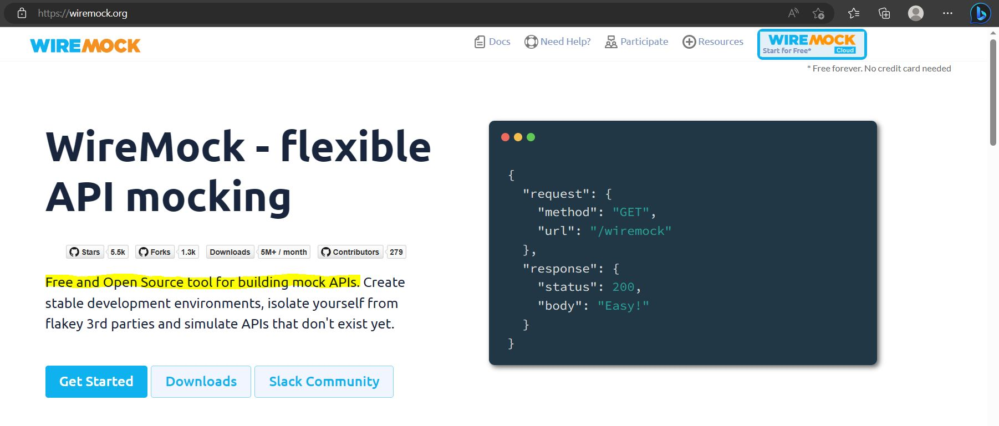 https://wiremock.org
WIREMOCK
Docs
Need Help?
Participate
Resources
WIREMOCK
Start for Free*
Cloud
* Free forever. No credit card needed
WireMock - flexible
API mocking
Stars 5.5k
Forks 1.3k
Downloads 5M+ / month
Contributors 279
Free and Open Source tool for building mock APIs. Create
stable development environments, isolate yourself from
flakey 3rd parties and simulate APIs that don't exist yet.
Get Started
Downloads
Slack Community
{
"request": {
"method": "GET",
"url": "/wiremock"
},
"response": {
"status": 200,
"body": "Easy!"
}
}